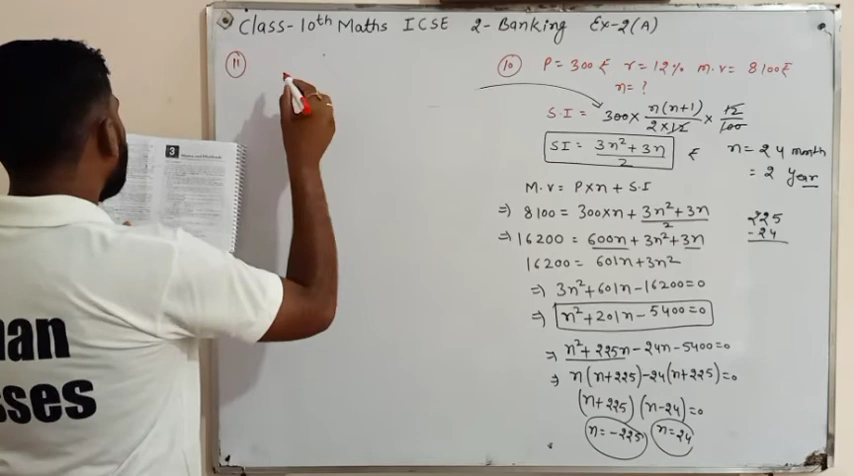 Class-10th Maths ICSE 2-Banking Ex-2(A)
11
10 P = 300 ₹ r = 12% M.V = 8100₹
n = ?
S.I = 300 × n(n+1)/2×12 × 12/100
SI = 3n²+3n/2 ₹ n = 24 month
= 2 Year
M.V = P×n + S.I
⇒ 8100 = 300×n + 3n²+3n/2
225
-24
⇒ 16200 = 600n + 3n² + 3n
16200 = 601n + 3n²
⇒ 3n² + 601n - 16200 = 0
⇒ n² + 201n - 5400 = 0
⇒ n² + 225n - 24n - 5400 = 0
⇒ n(n+225) - 24(n+225) = 0
(n+225) (n-24) = 0
n = -225 n = 24
3
sses